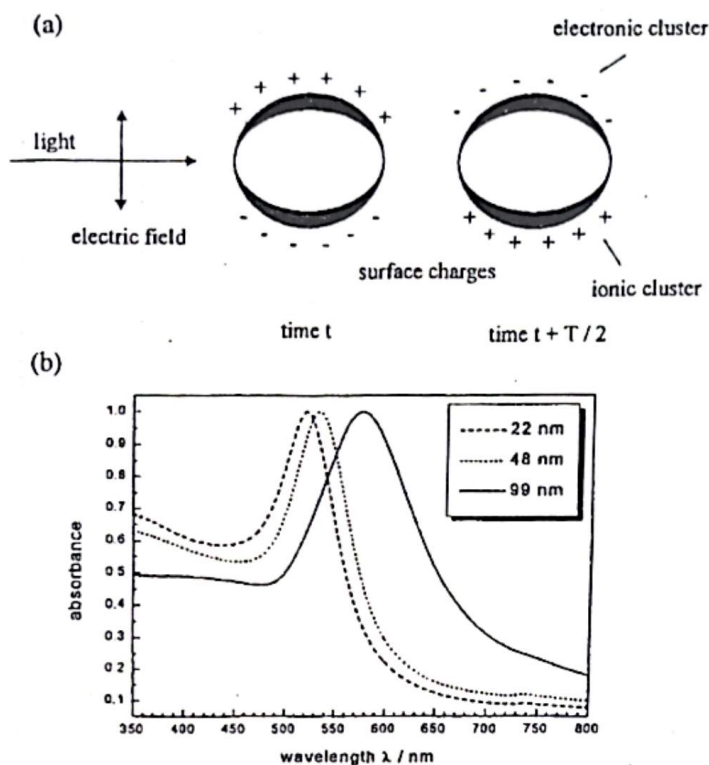 (a)
electronic cluster
+ + + + + +
- - - - - -
light
electric field
- - - - - -
+ + + + + +
surface charges
ionic cluster
time t
time t + T / 2
(b)
1.0
0.9
0.8
0.7
0.6
0.5
0.4
0.3
0.2
0.1
absorbance
22 nm
48 nm
99 nm
350 400 450 500 550 600 650 700 750 800
wavelength λ / nm